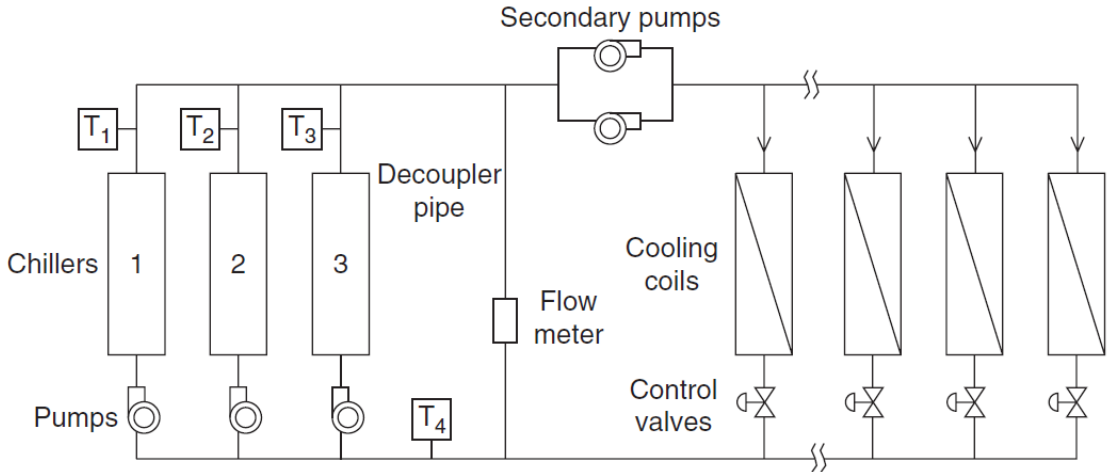 Secondary pumps
T1
T2
T3
Decoupler
pipe
Chillers
1
2
3
Cooling
coils
Flow
meter
Pumps
T4
Control
valves